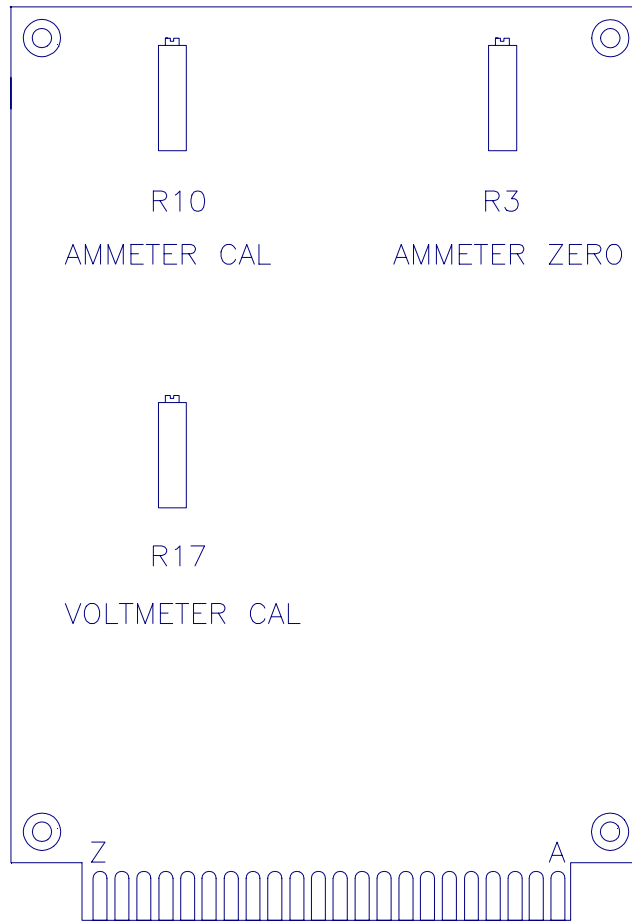 R10 R3
AMMETER CAL AMMETER ZERO
R17
VOLTMETER CAL
Z A